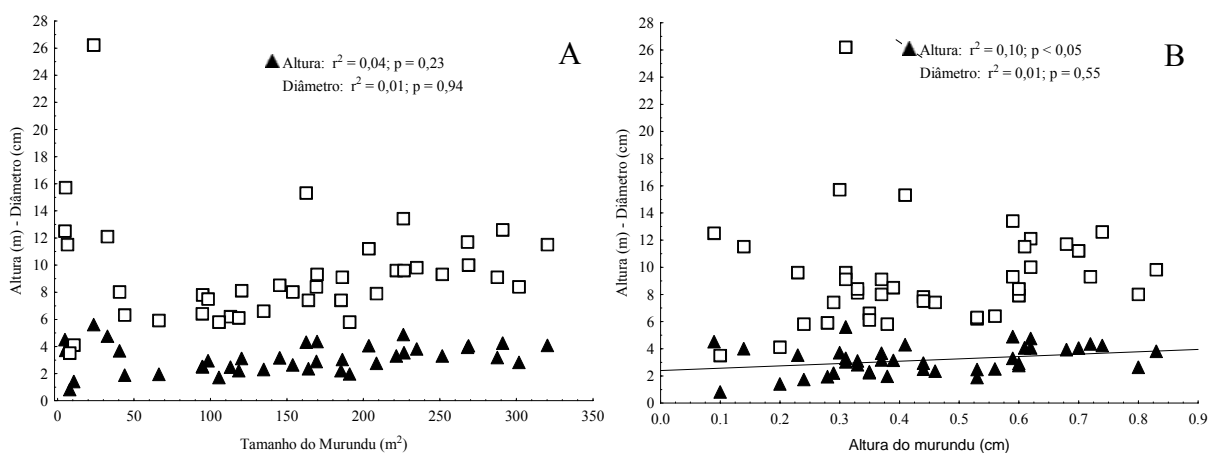 28
26
24
22
20
18
16
14
12
10
8
6
4
2
0
Altura (m) - Diâmetro (cm)
▲Altura: r² = 0,04; p = 0,23
Diâmetro: r² = 0,01; p = 0,94
A
0 50 100 150 200 250 300 350
Tamanho do Murundu (m²)
28
26
24
22
20
18
16
14
12
10
8
6
4
2
0
Altura (m) - Diâmetro (cm)
▲Altura: r² = 0,10; p < 0,05
Diâmetro: r² = 0,01; p = 0,55
B
0.0 0.1 0.2 0.3 0.4 0.5 0.6 0.7 0.8 0.9
Altura do murundu (cm)